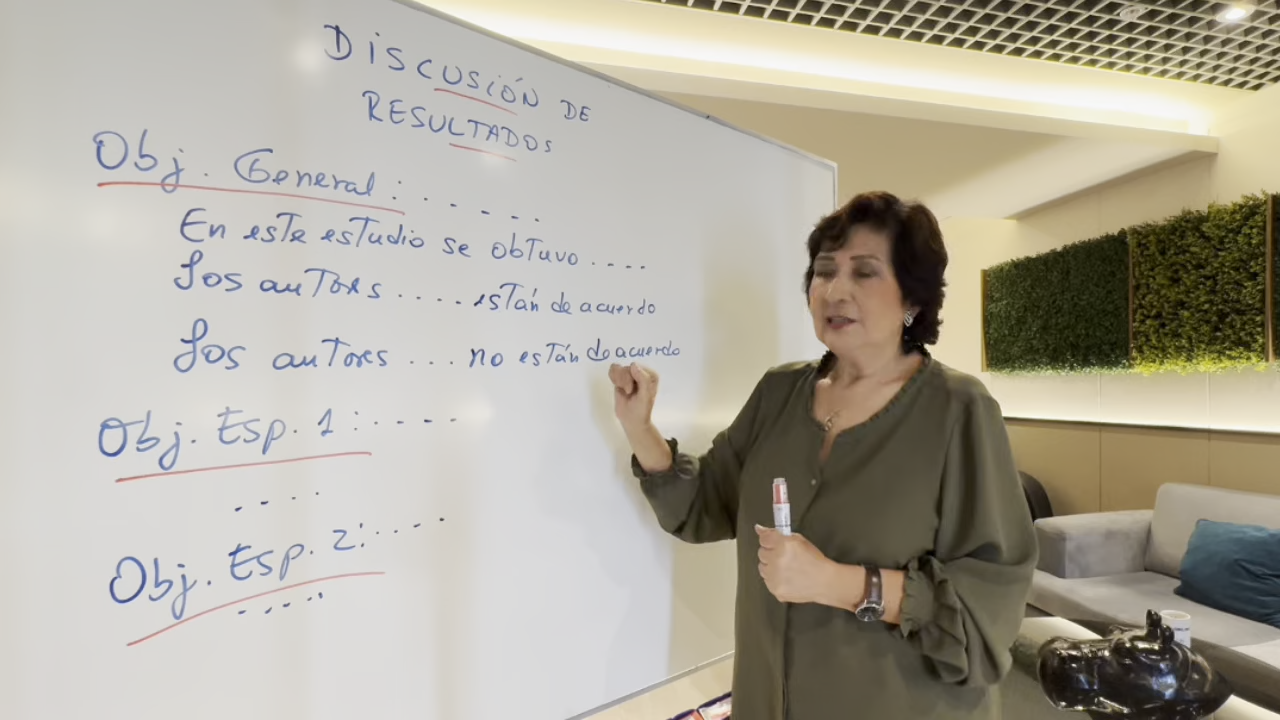 DISCUSIÓN DE
RESULTADOS
Obj. General : . . . . . .
En este estudio se obtuvo . . . .
Los autores . . . . están de acuerdo
Los autores . . . no están de acuerdo
Obj. Esp. 1 : . . . .
. . . .
Obj. Esp. 2 : . . . .
. . . . .